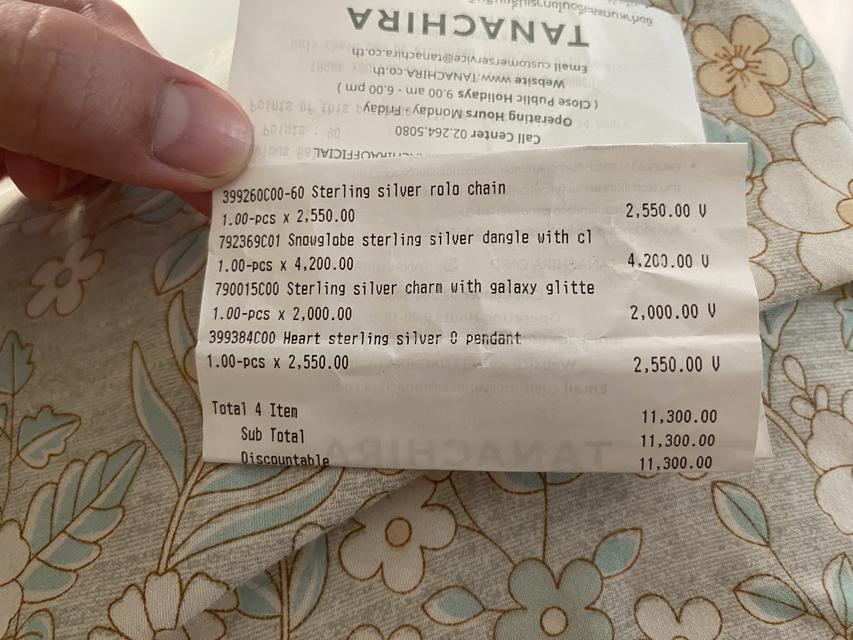 TANACHIRA
Email customerservice@tanachira.co.th
Website www.TANACHIRA.co.th
( Close Public Holidays 9.00 am - 6.00 pm )
Operating Hours Monday - Friday
Call Center 02.264.5080
399260C00-60 Sterling silver rolo chain
1.00-pcs x 2,550.00 2,550.00 V
792369C01 Snowglobe sterling silver dangle with cl
1.00-pcs x 4,200.00 4,200.00 V
790015C00 Sterling silver charm with galaxy glitte
1.00-pcs x 2,000.00 2,000.00 V
399384C00 Heart sterling silver O pendant
1.00-pcs x 2,550.00 2,550.00 V
Total 4 Item 11,300.00
Sub Total 11,300.00
Discountable 11,300.00